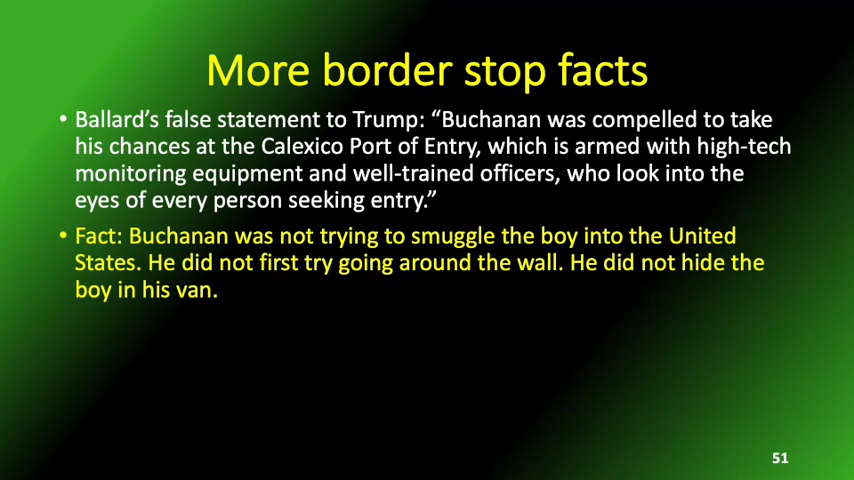 More border stop facts
• Ballard’s false statement to Trump: “Buchanan was compelled to take
his chances at the Calexico Port of Entry, which is armed with high-tech
monitoring equipment and well-trained officers, who look into the
eyes of every person seeking entry.”
• Fact: Buchanan was not trying to smuggle the boy into the United
States. He did not first try going around the wall. He did not hide the
boy in his van.
51